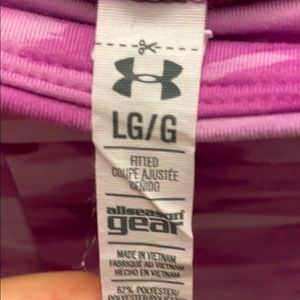 LG/G
FITTED
COUPE AJUSTÉE
CEÑIDO
allseason
gear
MADE IN VIETNAM
FABRIQUÉ AU VIETNAM
HECHO EN VIETNAM
82% POLYESTER/